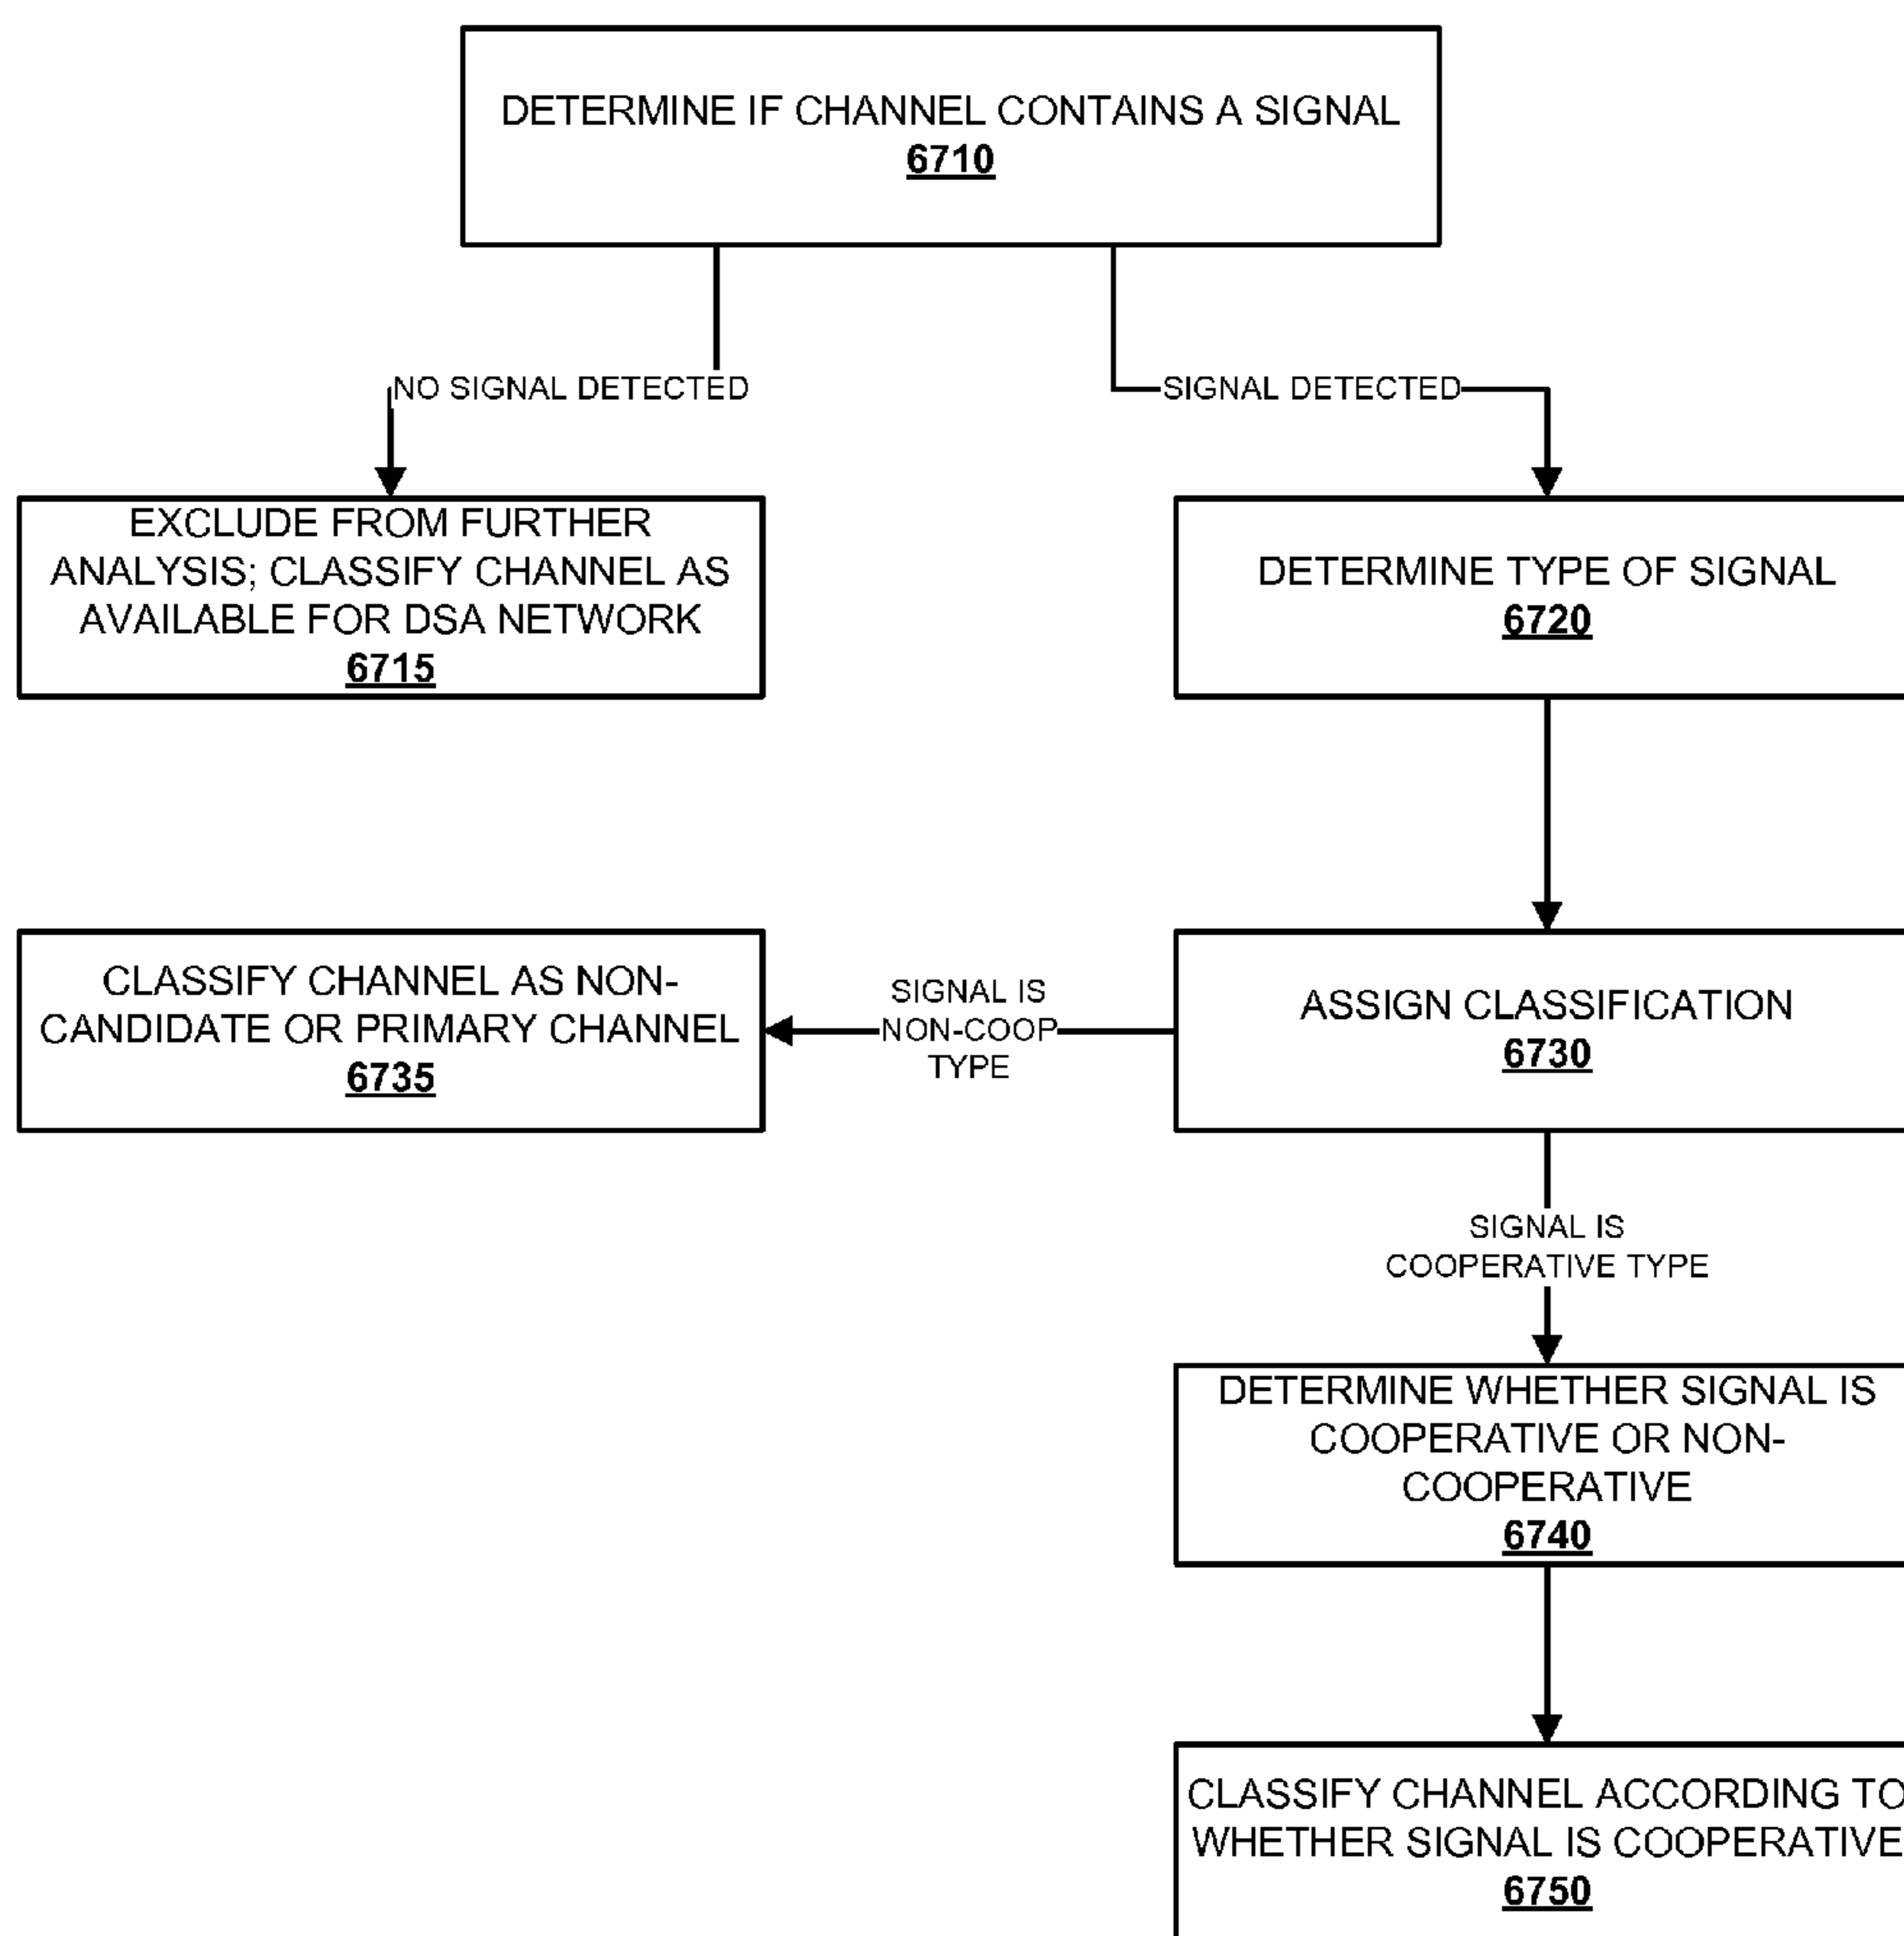 DETERMINE IF CHANNEL CONTAINS A SIGNAL
6710
NO SIGNAL DETECTED
SIGNAL DETECTED
EXCLUDE FROM FURTHER
ANALYSIS; CLASSIFY CHANNEL AS
AVAILABLE FOR DSA NETWORK
6715
DETERMINE TYPE OF SIGNAL
6720
CLASSIFY CHANNEL AS NON-
CANDIDATE OR PRIMARY CHANNEL
6735
SIGNAL IS
NON-COOP
TYPE
ASSIGN CLASSIFICATION
6730
SIGNAL IS
COOPERATIVE TYPE
DETERMINE WHETHER SIGNAL IS
COOPERATIVE OR NON-
COOPERATIVE
6740
CLASSIFY CHANNEL ACCORDING TO
WHETHER SIGNAL IS COOPERATIVE
6750